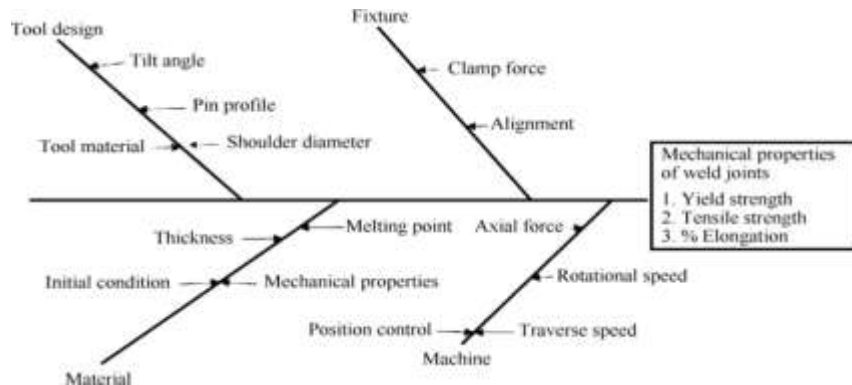 Fixture
Tool design
Tilt angle
Clamp force
Pin profile
Alignment
Tool material
Shoulder diameter
Mechanical properties
of weld joints
1. Yield strength
2. Tensile strength
3. % Elongation
Melting point
Axial force
Thickness
Initial condition
Mechanical properties
Rotational speed
Position control
Traverse speed
Machine
Material